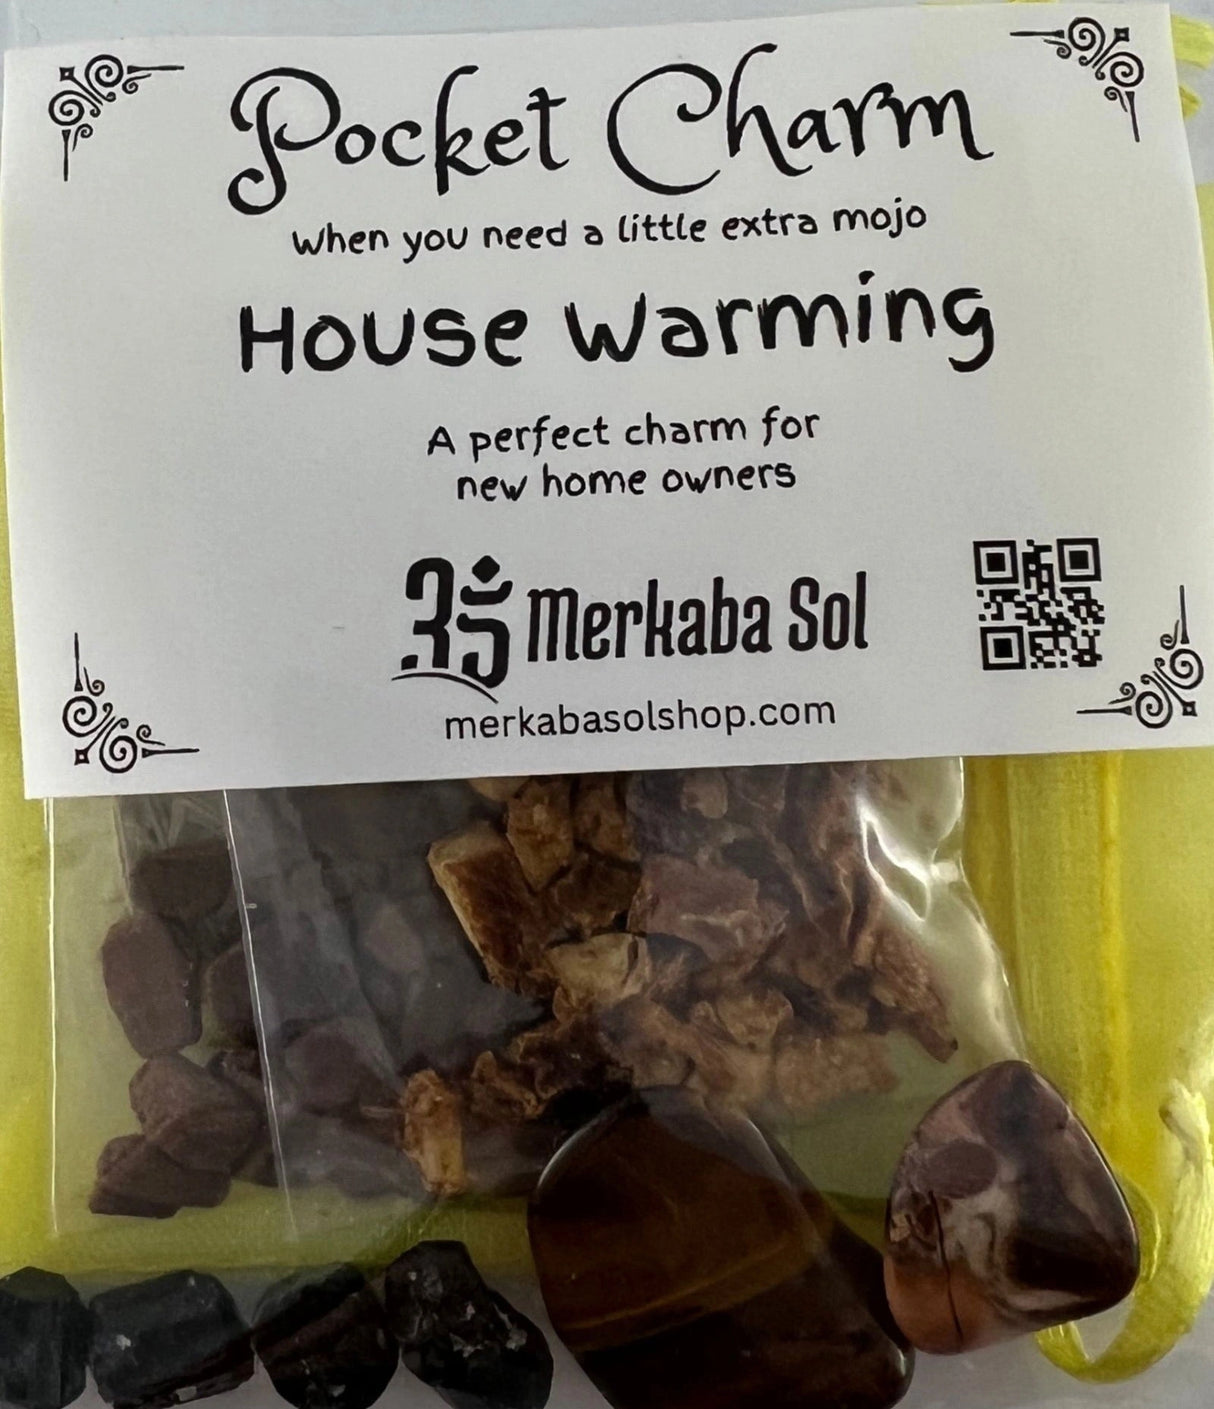 Pocket Charm
When you need a little extra mojo
House Warming
A perfect charm for
new home owners
ॐ Merkaba Sol
merkabasolshop.com